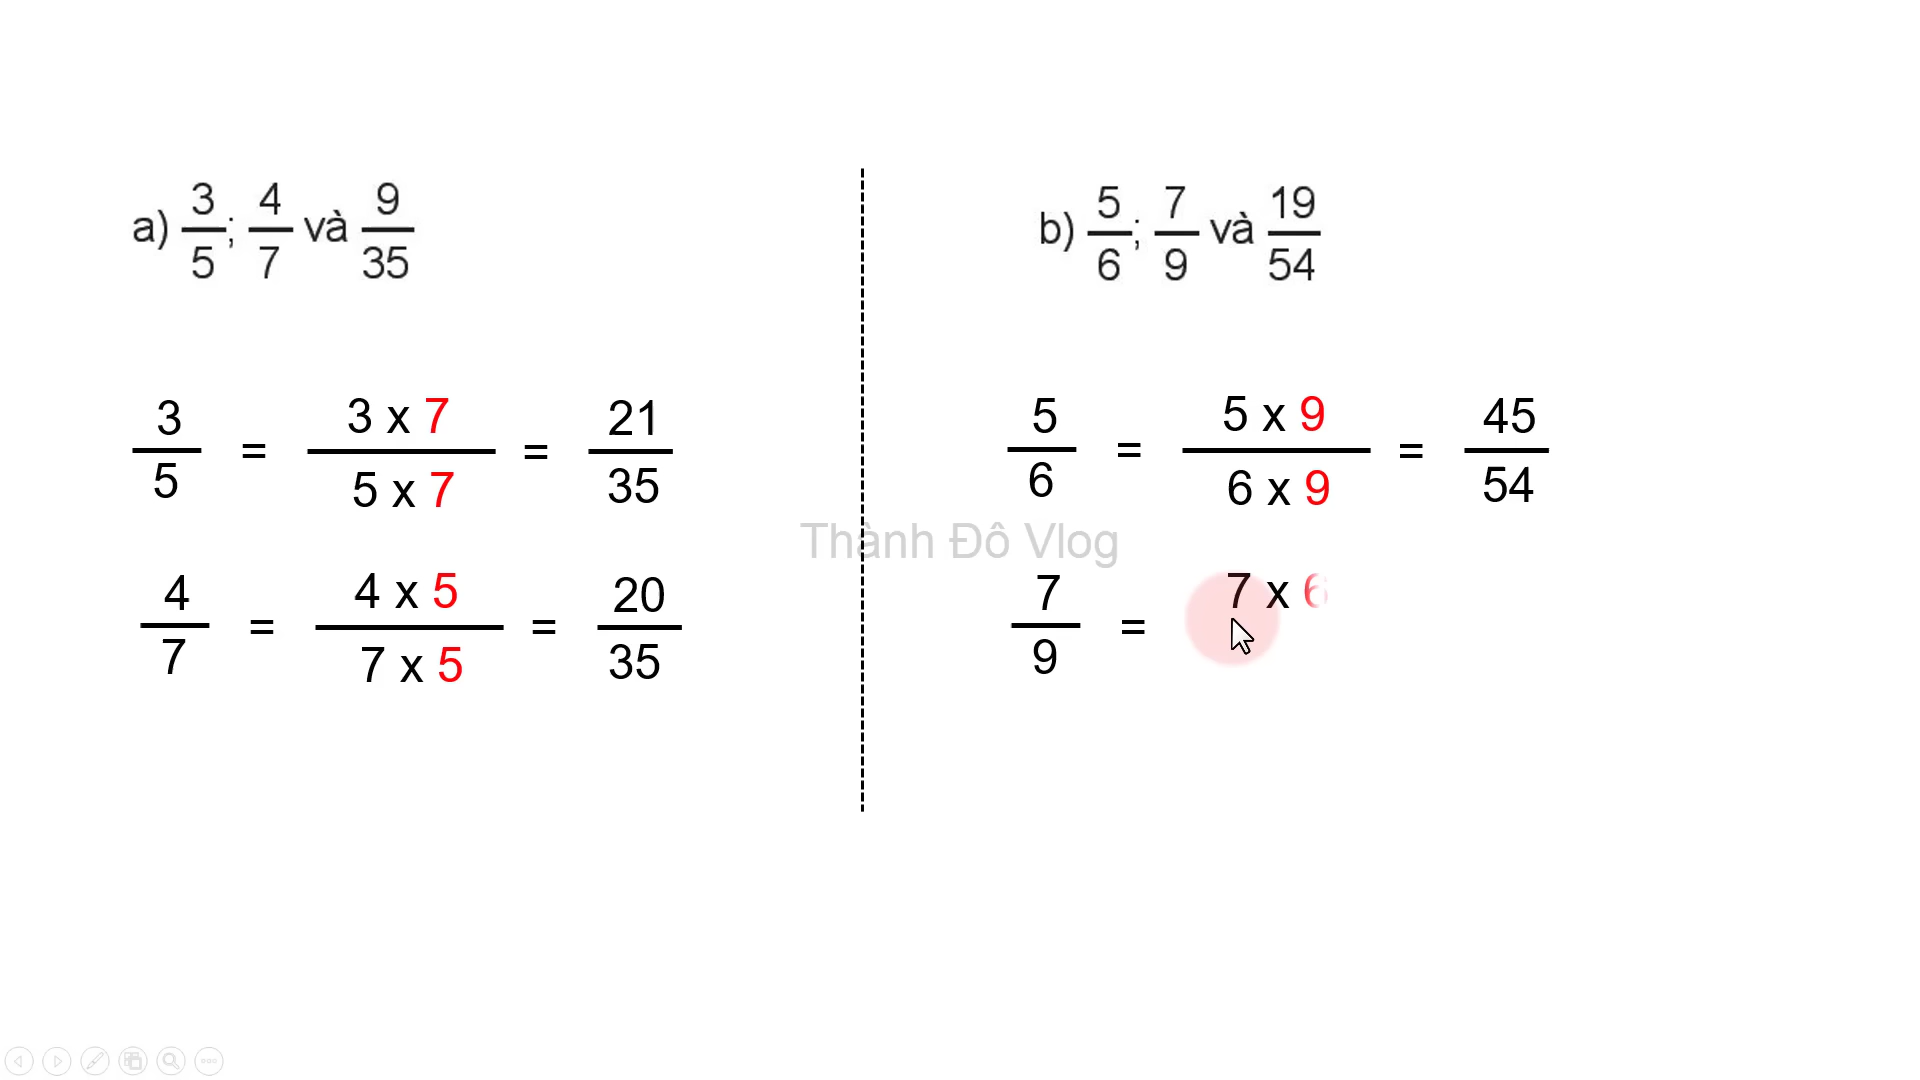 a) 3/5; 4/7 và 9/35
3/5 = 3 x 7 / 5 x 7 = 21/35
4/7 = 4 x 5 / 7 x 5 = 20/35
b) 5/6; 7/9 và 19/54
5/6 = 5 x 9 / 6 x 9 = 45/54
7/9 = 7 x 6
Thành Đô Vlog